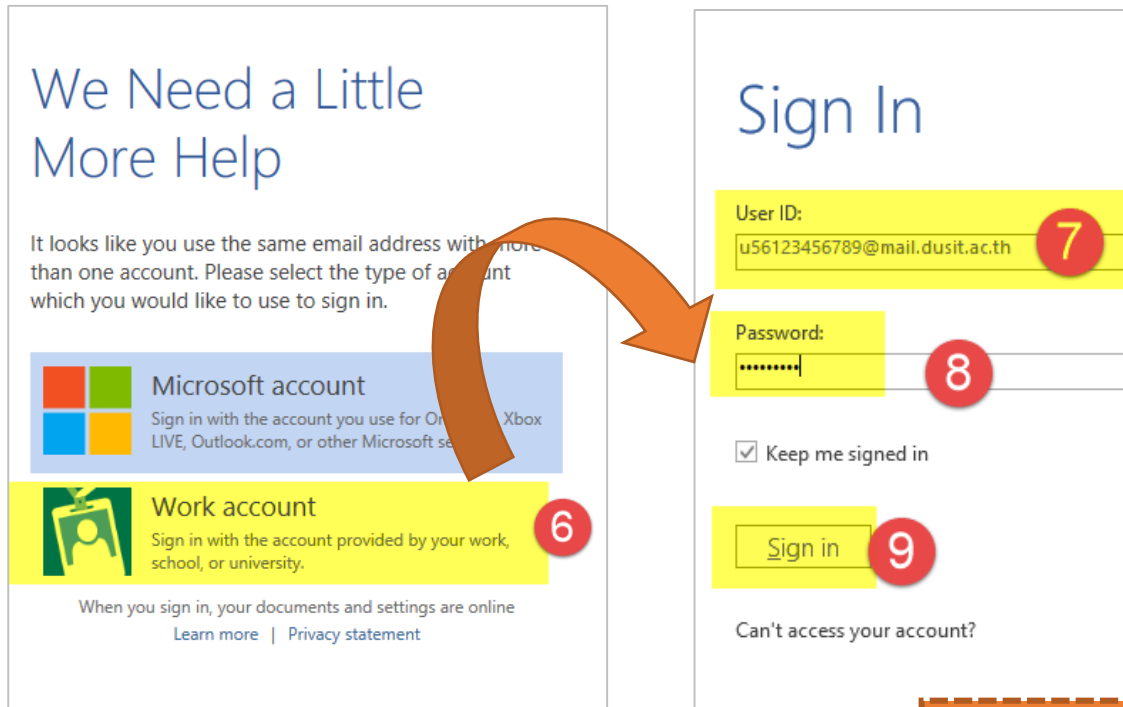 We Need a Little
More Help
It looks like you use the same email address with more
than one account. Please select the type of account
which you would like to use to sign in.
Microsoft account
Sign in with the account you use for Xbox
LIVE, Outlook.com, or other Microsoft
Work account
Sign in with the account provided by your work,
school, or university.
6
When you sign in, your documents and settings are online
Learn more | Privacy statement
Sign In
User ID:
u56123456789@mail.dusit.ac.th
7
Password:
•••••••••
8
Keep me signed in
Sign in
9
Can't access your account?